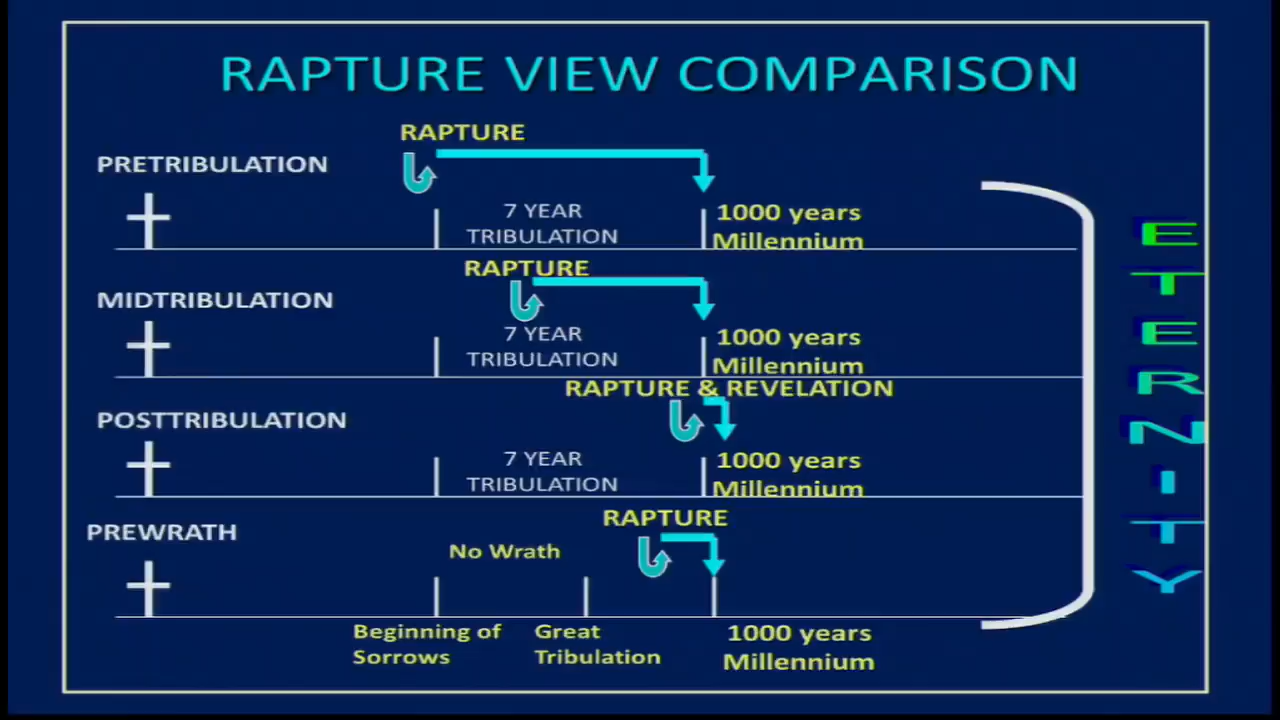 RAPTURE VIEW COMPARISON
RAPTURE
PRETRIBULATION
7 YEAR
TRIBULATION
1000 years
Millennium
RAPTURE
MIDTRIBULATION
7 YEAR
TRIBULATION
1000 years
Millennium
RAPTURE & REVELATION
POSTTRIBULATION
7 YEAR
TRIBULATION
1000 years
Millennium
RAPTURE
PREWRATH
No Wrath
Beginning of
Sorrows
Great
Tribulation
1000 years
Millennium
ETERNITY